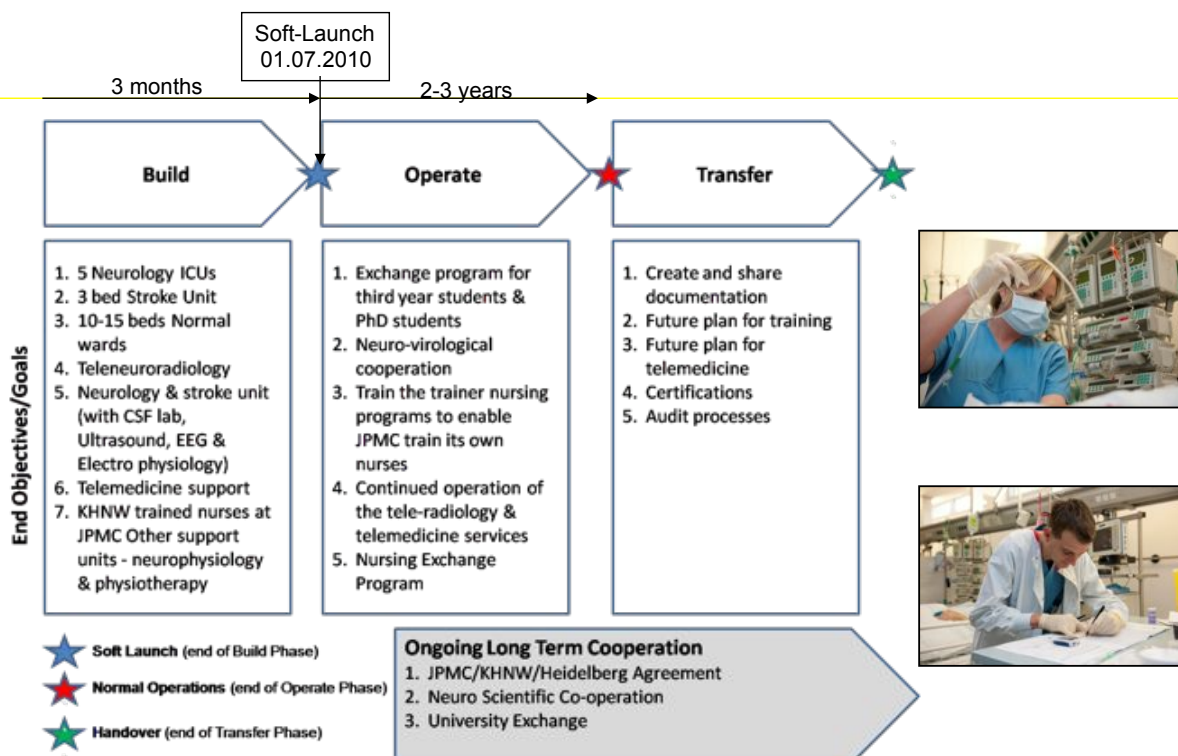 Soft-Launch
01.07.2010
3 months
2-3 years
Build
Operate
Transfer
End Objectives/Goals
1. 5 Neurology ICUs
2. 3 bed Stroke Unit
3. 10-15 beds Normal
wards
4. Teleneuroradiology
5. Neurology & stroke unit
(with CSF lab,
Ultrasound, EEG &
Electro physiology)
6. Telemedicine support
7. KHNW trained nurses at
JPMC Other support
units - neurophysiology
& physiotherapy
1. Exchange program for
third year students &
PhD students
2. Neuro-virological
cooperation
3. Train the trainer nursing
programs to enable
JPMC train its own
nurses
4. Continued operation of
the tele-radiology &
telemedicine services
5. Nursing Exchange
Program
1. Create and share
documentation
2. Future plan for training
3. Future plan for
telemedicine
4. Certifications
5. Audit processes
Soft Launch (end of Build Phase)
Normal Operations (end of Operate Phase)
Handover (end of Transfer Phase)
Ongoing Long Term Cooperation
1. JPMC/KHNW/Heidelberg Agreement
2. Neuro Scientific Co-operation
3. University Exchange